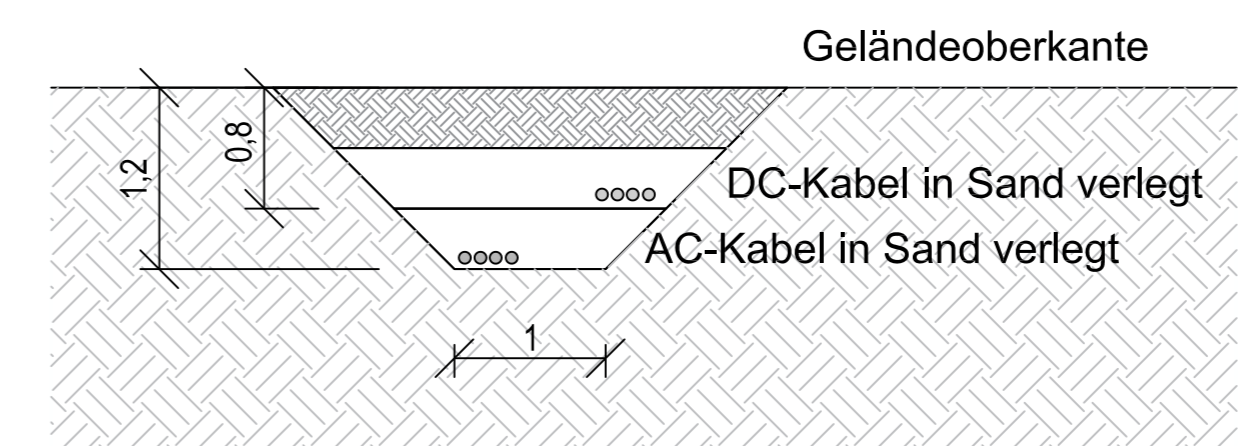 Geländeoberkante
0,8
1,2
DC-Kabel in Sand verlegt
AC-Kabel in Sand verlegt
1